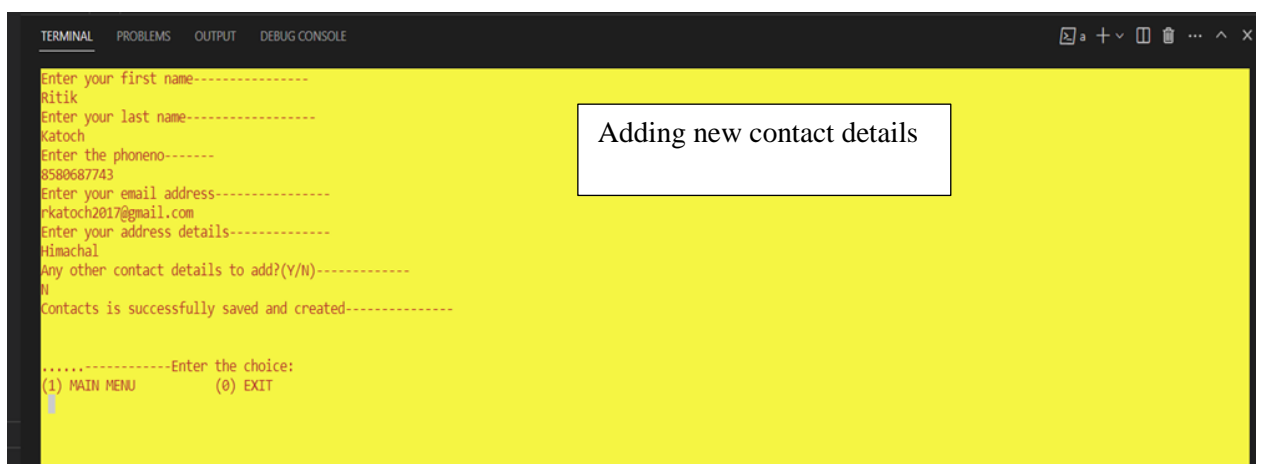 TERMINAL PROBLEMS OUTPUT DEBUG CONSOLE a
Enter your first name----------------
Ritik
Enter your last name------------------
Katoch
Enter the phoneno-------
8580687743
Enter your email address----------------
rkatoch2017@gmail.com
Enter your address details--------------
Himachal
Any other contact details to add?(Y/N)-------------
N
Contacts is successfully saved and created---------------
......------------Enter the choice:
(1) MAIN MENU (0) EXIT
Adding new contact details